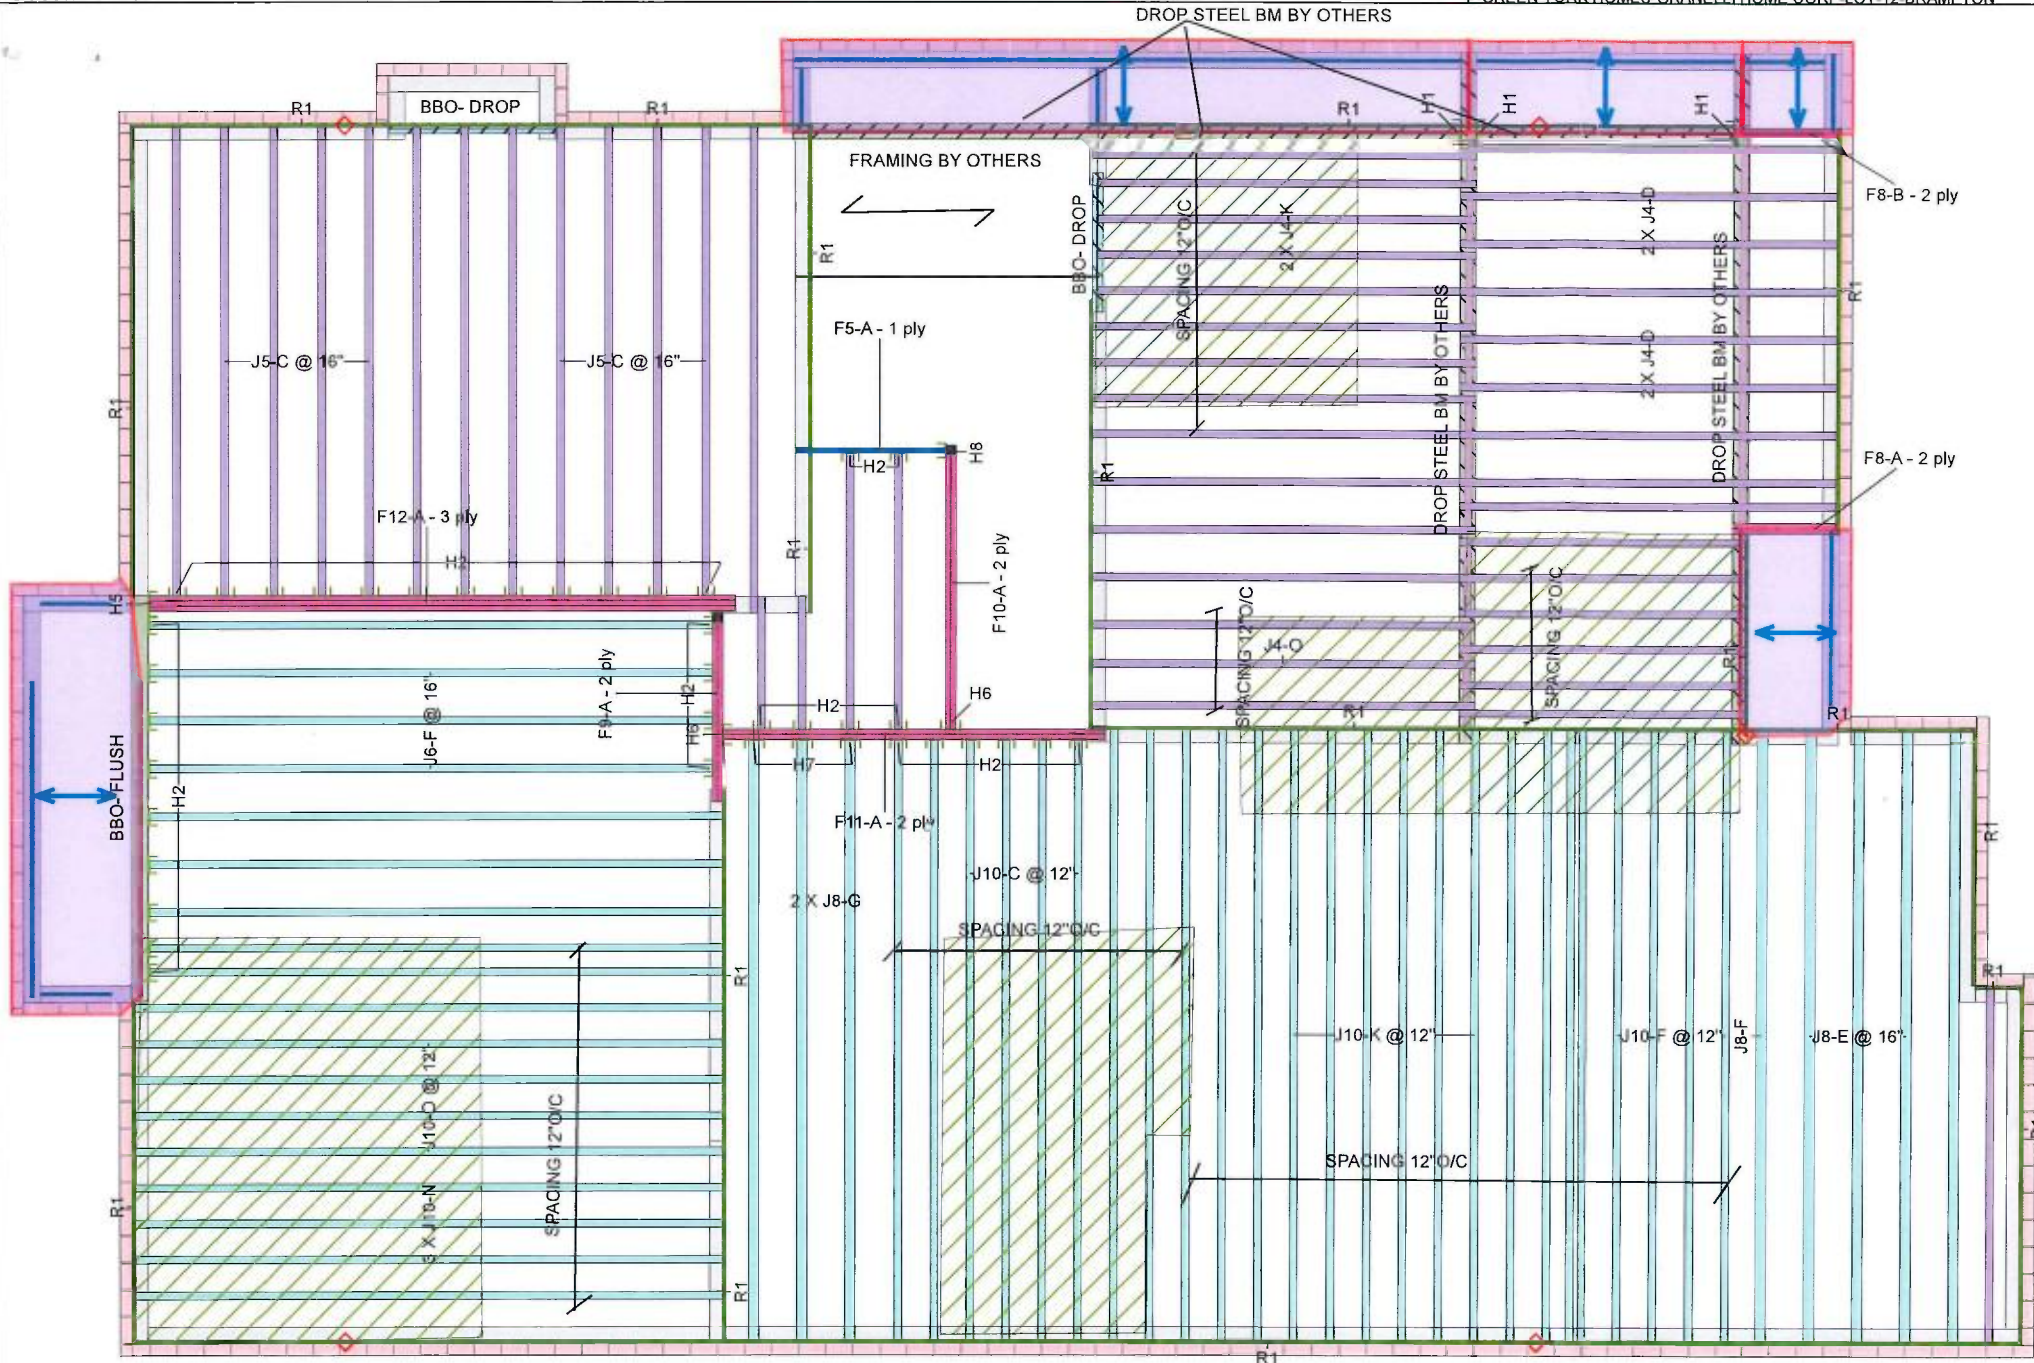 DROP STEEL BM BY OTHERS
R1
BBO- DROP
R1
R1
H1
H1
H1
FRAMING BY OTHERS
F8-B - 2 ply
BBO- DROP
SPACING 12"O/C
2 X J4-K
2 X J4-D
R1
DROP STEEL BM BY OTHERS
DROP STEEL BM BY OTHERS
R1
F5-A - 1 ply
J5-C @ 16"
J5-C @ 16"
2 X J4-D
R1
H2
H8
R1
F8-A - 2 ply
F12-A - 3 ply
R1
F10-A - 2 ply
H5
SPACING 12"O/C
J4-O
SPACING 12"O/C
R1
F9-A - 2 ply
H2
H6
J6-F @ 16"
H2
H6
R1
R1
BBO- FLUSH
H2
H7
H2
F11-A - 2 ply
R1
J10-C @ 12"
2 X J8-G
SPACING 12"O/C
R1
R1
J10-O @ 12"
J10-K @ 12"
J10-F @ 12"
J8-F
J8-E @ 16"
SPACING 12"O/C
SPACING 12"O/C
R1
3 X J10-N
R1
R1